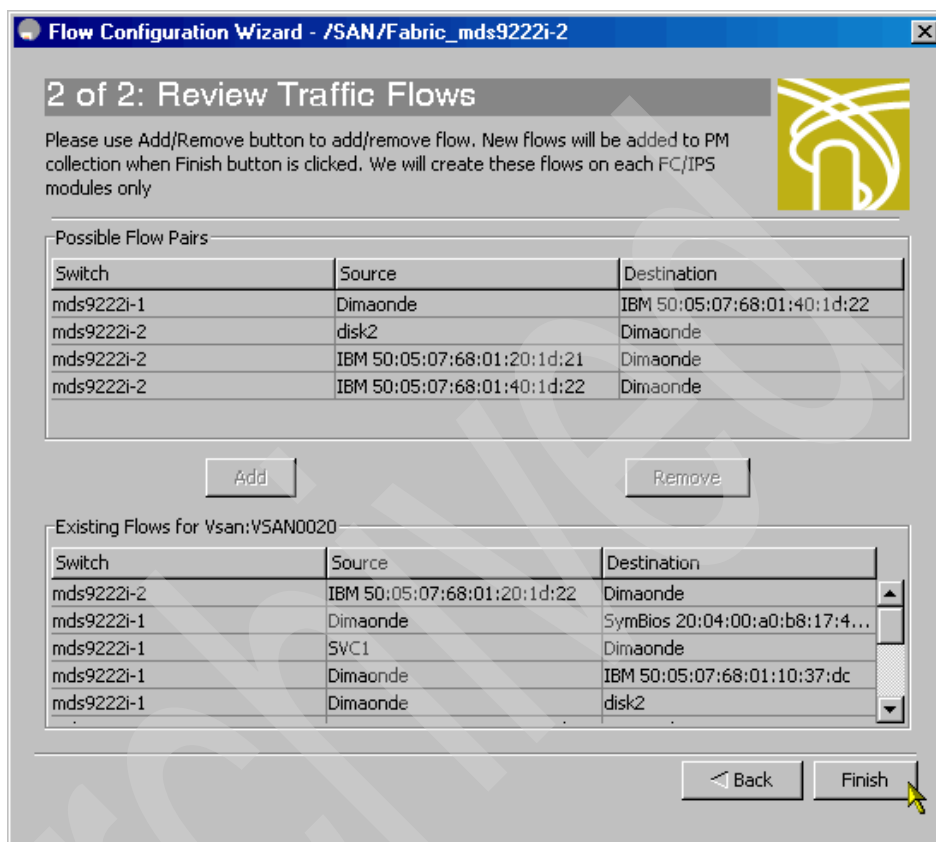 Flow Configuration Wizard - /SAN/Fabric_mds9222i-2
2 of 2: Review Traffic Flows
Please use Add/Remove button to add/remove flow. New flows will be added to PM
collection when Finish button is clicked. We will create these flows on each FC/IPS
modules only
Possible Flow Pairs
Switch Source Destination
mds9222i-1 Dimaonde IBM 50:05:07:68:01:40:1d:22
mds9222i-2 disk2 Dimaonde
mds9222i-2 IBM 50:05:07:68:01:20:1d:21 Dimaonde
mds9222i-2 IBM 50:05:07:68:01:40:1d:22 Dimaonde
Add Remove
Existing Flows for Vsan:VSAN0020
Switch Source Destination
mds9222i-2 IBM 50:05:07:68:01:20:1d:22 Dimaonde
mds9222i-1 Dimaonde SymBios 20:04:00:a0:b8:17:4...
mds9222i-1 SVC1 Dimaonde
mds9222i-1 Dimaonde IBM 50:05:07:68:01:10:37:dc
mds9222i-1 Dimaonde disk2
Back Finish